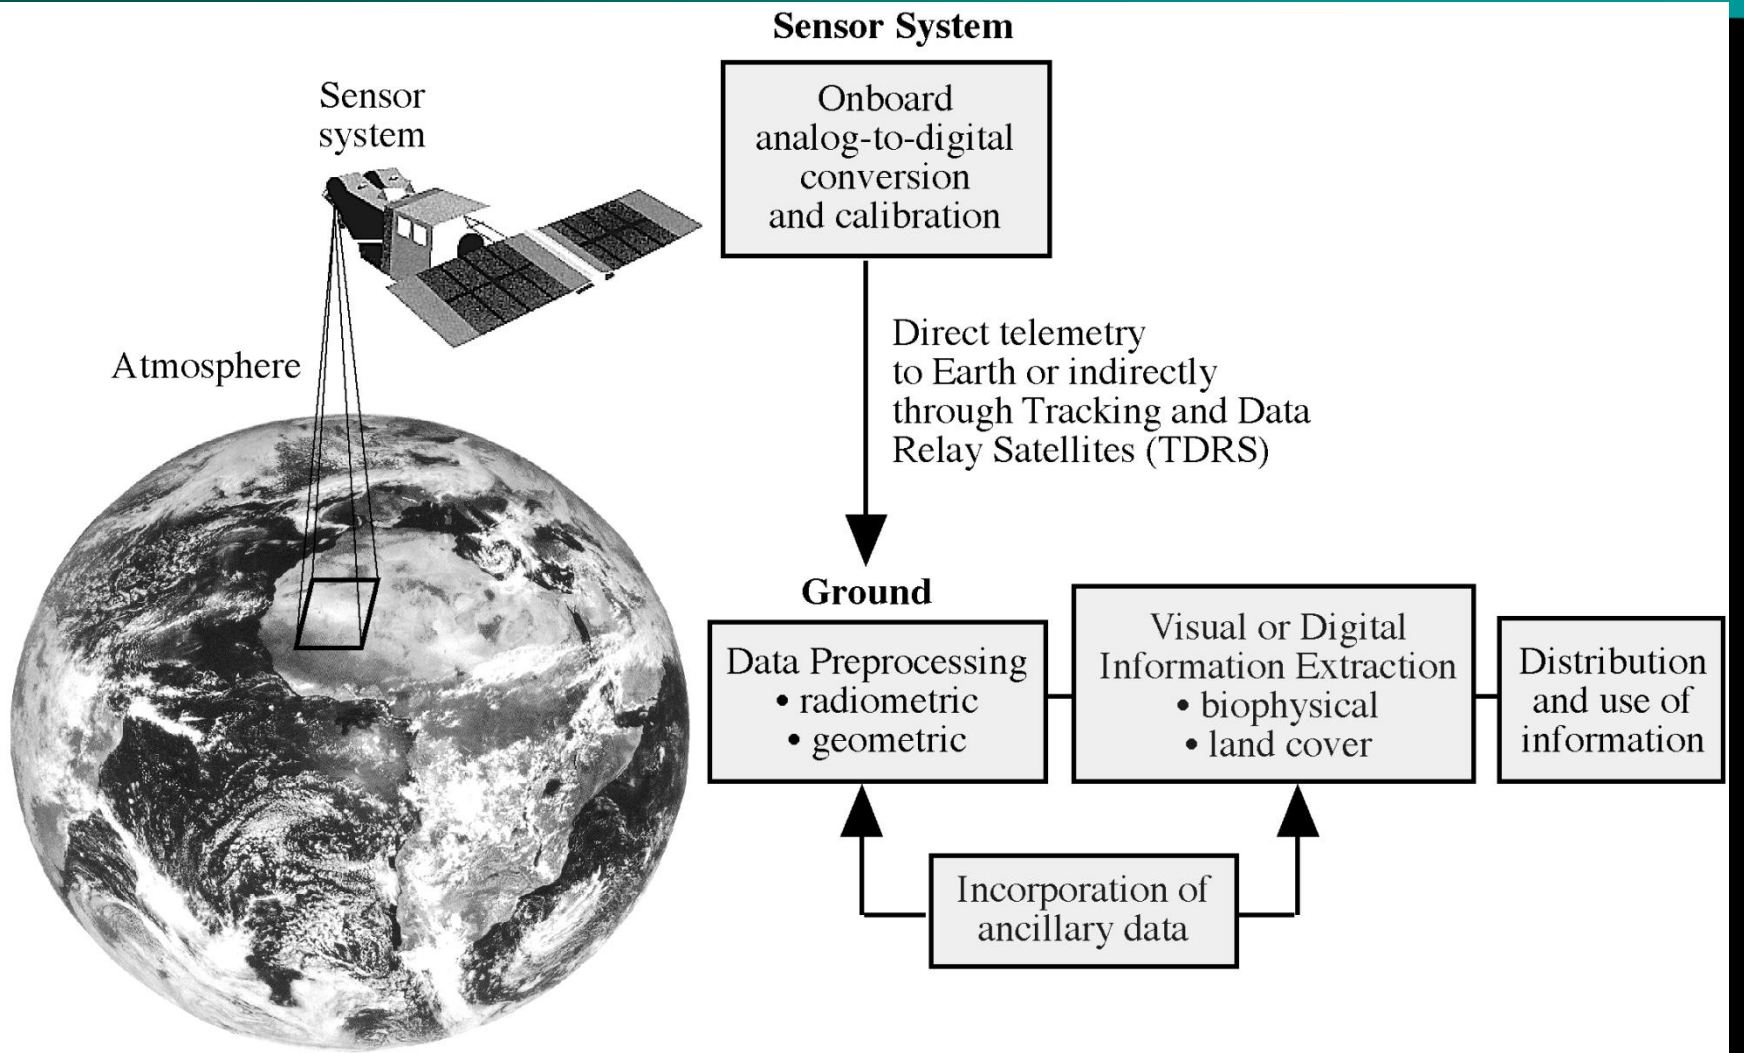 Sensor System
Sensor
system
Onboard
analog-to-digital
conversion
and calibration
Atmosphere
Direct telemetry
to Earth or indirectly
through Tracking and Data
Relay Satellites (TDRS)
Ground
Data Preprocessing
• radiometric
• geometric
Visual or Digital
Information Extraction
• biophysical
• land cover
Distribution
and use of
information
Incorporation of
ancillary data